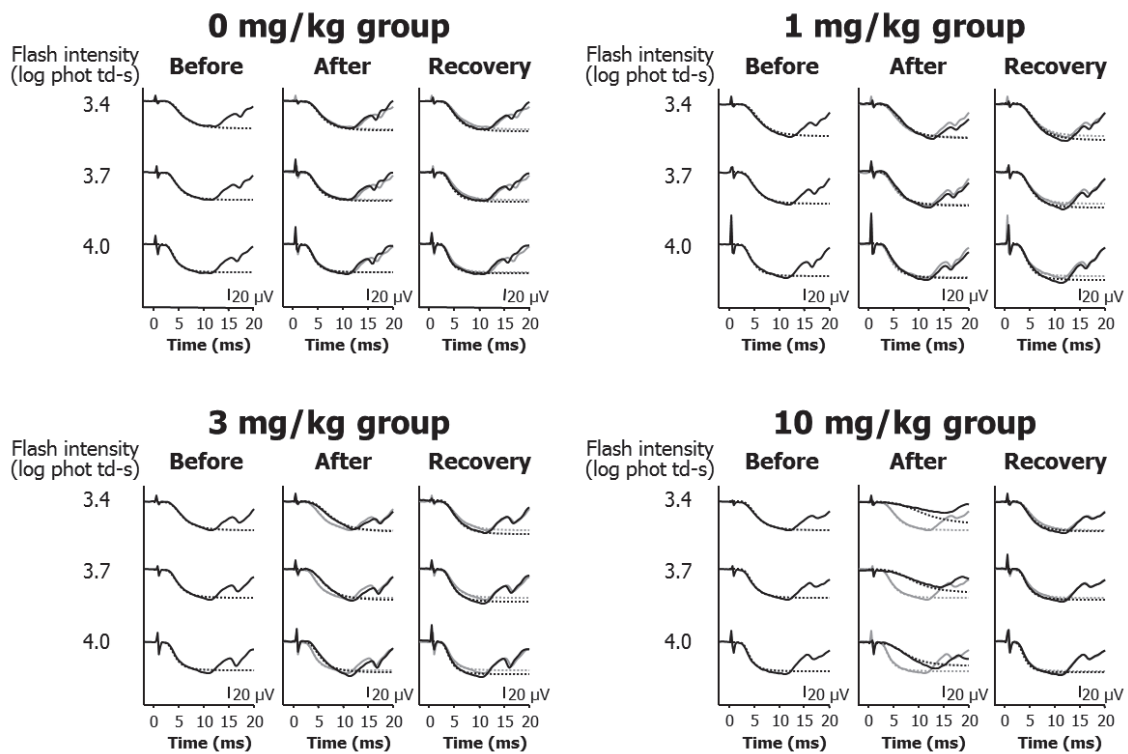 0 mg/kg group
Flash intensity
(log phot td-s)
Before After Recovery
3.4
3.7
4.0
20 µV 20 µV 20 µV
0 5 10 15 20 0 5 10 15 20 0 5 10 15 20
Time (ms) Time (ms) Time (ms)
1 mg/kg group
Flash intensity
(log phot td-s)
Before After Recovery
3.4
3.7
4.0
20 µV 20 µV 20 µV
0 5 10 15 20 0 5 10 15 20 0 5 10 15 20
Time (ms) Time (ms) Time (ms)
3 mg/kg group
Flash intensity
(log phot td-s)
Before After Recovery
3.4
3.7
4.0
20 µV 20 µV 20 µV
0 5 10 15 20 0 5 10 15 20 0 5 10 15 20
Time (ms) Time (ms) Time (ms)
10 mg/kg group
Flash intensity
(log phot td-s)
Before After Recovery
3.4
3.7
4.0
20 µV 20 µV 20 µV
0 5 10 15 20 0 5 10 15 20 0 5 10 15 20
Time (ms) Time (ms) Time (ms)